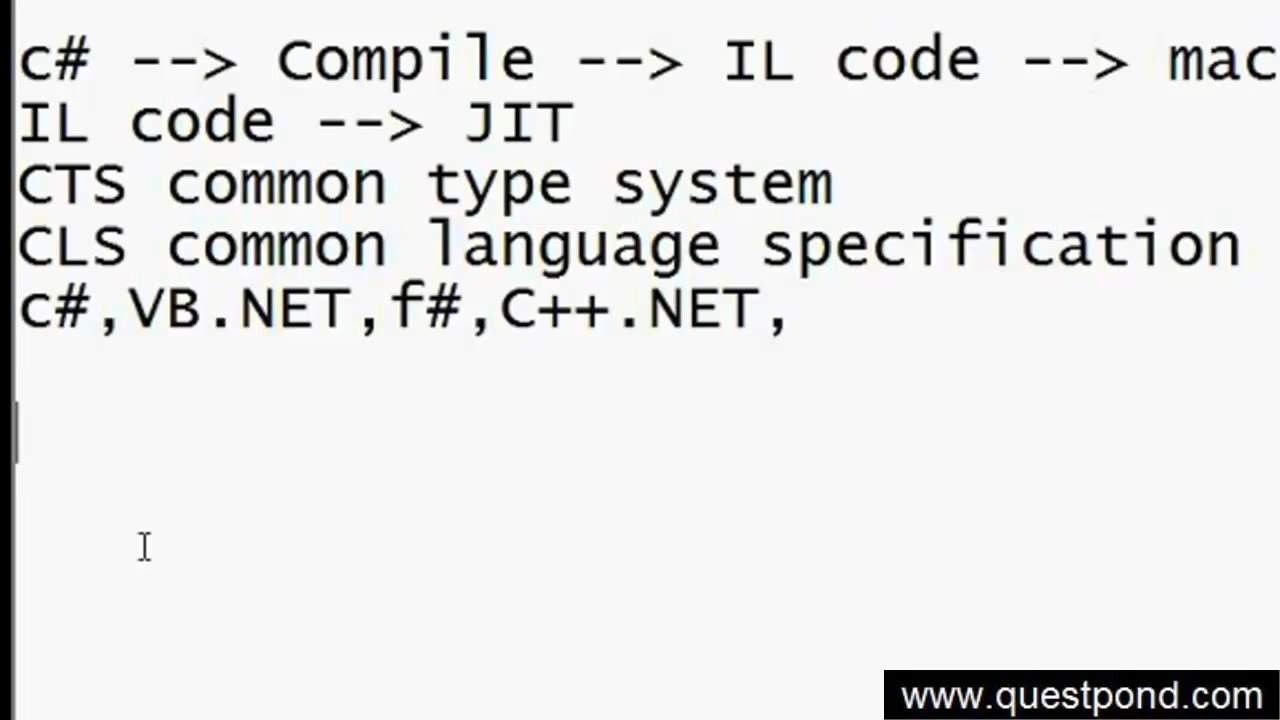 c# --> Compile --> IL code --> mac
IL code --> JIT
CTS common type system
CLS common language specification
c#,VB.NET,f#,C++.NET,
www.questpond.com